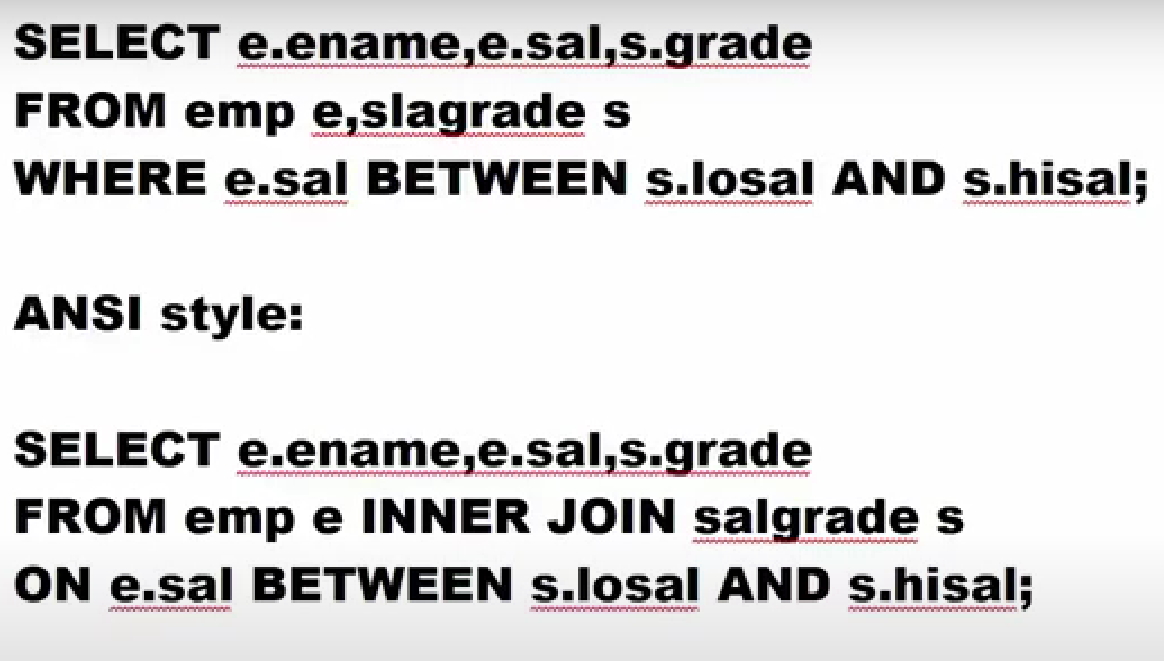 SELECT e.ename,e.sal,s.grade
FROM emp e,slagrade s
WHERE e.sal BETWEEN s.losal AND s.hisal;
ANSI style:
SELECT e.ename,e.sal,s.grade
FROM emp e INNER JOIN salgrade s
ON e.sal BETWEEN s.losal AND s.hisal;